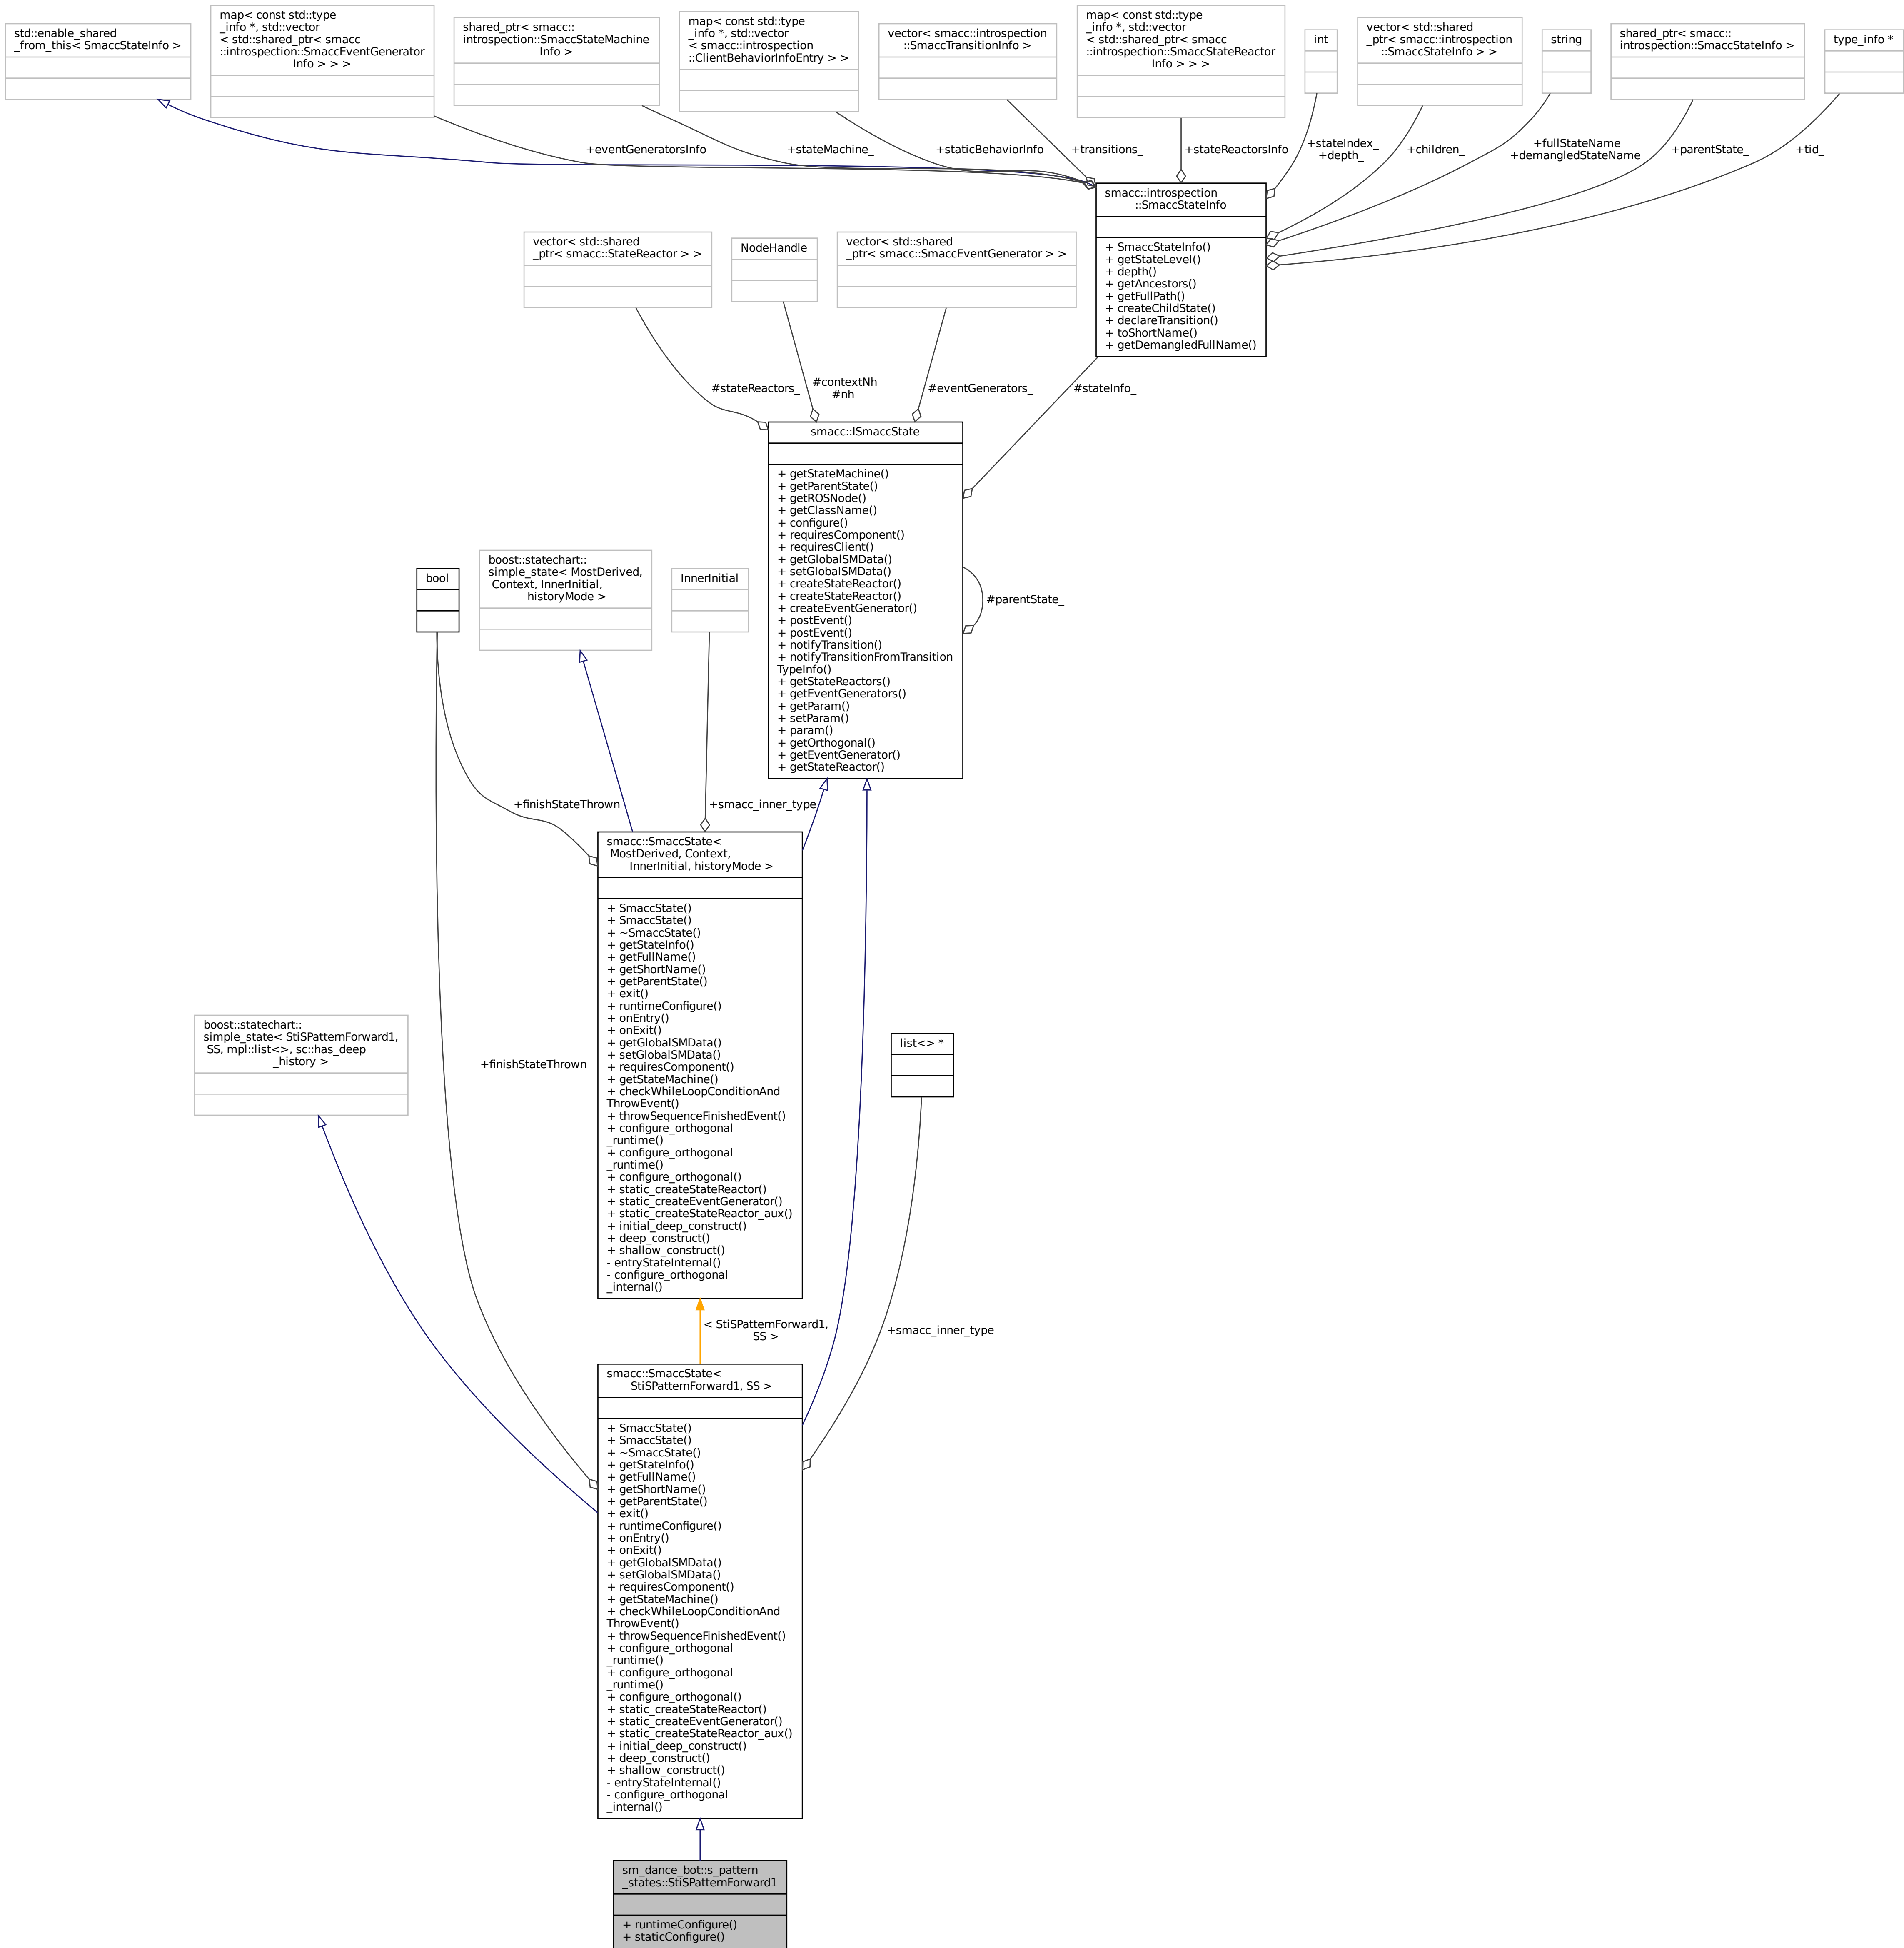 std::enable_shared
_from_this< SmaccStateInfo >
map< const std::type
_info *, std::vector
< std::shared_ptr< smacc
::introspection::SmaccEventGenerator
Info > > >
shared_ptr< smacc::
introspection::SmaccStateMachine
Info >
map< const std::type
_info *, std::vector
< smacc::introspection
::ClientBehaviorInfoEntry > >
vector< smacc::introspection
::SmaccTransitionInfo >
map< const std::type
_info *, std::vector
< std::shared_ptr< smacc
::introspection::SmaccStateReactor
Info > > >
int
vector< std::shared
_ptr< smacc::introspection
::SmaccStateInfo > >
string
shared_ptr< smacc::
introspection::SmaccStateInfo >
type_info *
+eventGeneratorsInfo
+stateMachine_
+staticBehaviorInfo
+transitions_
+stateReactorsInfo
+stateIndex_
+depth_
+children_
+fullStateName
+demangledStateName
+parentState_
+tid_
smacc::introspection
::SmaccStateInfo
+ SmaccStateInfo()
+ getStateLevel()
+ depth()
+ getAncestors()
+ getFullPath()
+ createChildState()
+ declareTransition()
+ toShortName()
+ getDemangledFullName()
vector< std::shared
_ptr< smacc::StateReactor > >
NodeHandle
vector< std::shared
_ptr< smacc::SmaccEventGenerator > >
#stateReactors_
#contextNh
#nh
#eventGenerators_
#stateInfo_
smacc::ISmaccState
+ getStateMachine()
+ getParentState()
+ getROSNode()
+ getClassName()
+ configure()
+ requiresComponent()
+ requiresClient()
+ getGlobalSMData()
+ setGlobalSMData()
+ createStateReactor()
+ createStateReactor()
+ createEventGenerator()
+ postEvent()
+ postEvent()
+ notifyTransition()
+ notifyTransitionFromTransition
TypeInfo()
+ getStateReactors()
+ getEventGenerators()
+ getParam()
+ setParam()
+ param()
+ getOrthogonal()
+ getEventGenerator()
+ getStateReactor()
#parentState_
bool
boost::statechart::
simple_state< MostDerived,
Context, InnerInitial,
historyMode >
InnerInitial
+finishStateThrown
+smacc_inner_type
smacc::SmaccState<
MostDerived, Context,
InnerInitial, historyMode >
+ SmaccState()
+ SmaccState()
+ ~SmaccState()
+ getStateInfo()
+ getFullName()
+ getShortName()
+ getParentState()
+ exit()
+ runtimeConfigure()
+ onEntry()
+ onExit()
+ getGlobalSMData()
+ setGlobalSMData()
+ requiresComponent()
+ getStateMachine()
+ checkWhileLoopConditionAnd
ThrowEvent()
+ throwSequenceFinishedEvent()
+ configure_orthogonal
_runtime()
+ configure_orthogonal
_runtime()
+ configure_orthogonal()
+ static_createStateReactor()
+ static_createEventGenerator()
+ static_createStateReactor_aux()
+ initial_deep_construct()
+ deep_construct()
+ shallow_construct()
- entryStateInternal()
- configure_orthogonal
_internal()
boost::statechart::
simple_state< StiSPatternForward1,
SS, mpl::list<>, sc::has_deep
_history >
+finishStateThrown
list<> *
< StiSPatternForward1,
SS >
+smacc_inner_type
smacc::SmaccState<
StiSPatternForward1, SS >
+ SmaccState()
+ SmaccState()
+ ~SmaccState()
+ getStateInfo()
+ getFullName()
+ getShortName()
+ getParentState()
+ exit()
+ runtimeConfigure()
+ onEntry()
+ onExit()
+ getGlobalSMData()
+ setGlobalSMData()
+ requiresComponent()
+ getStateMachine()
+ checkWhileLoopConditionAnd
ThrowEvent()
+ throwSequenceFinishedEvent()
+ configure_orthogonal
_runtime()
+ configure_orthogonal
_runtime()
+ configure_orthogonal()
+ static_createStateReactor()
+ static_createEventGenerator()
+ static_createStateReactor_aux()
+ initial_deep_construct()
+ deep_construct()
+ shallow_construct()
- entryStateInternal()
- configure_orthogonal
_internal()
sm_dance_bot::s_pattern
_states::StiSPatternForward1
+ runtimeConfigure()
+ staticConfigure()